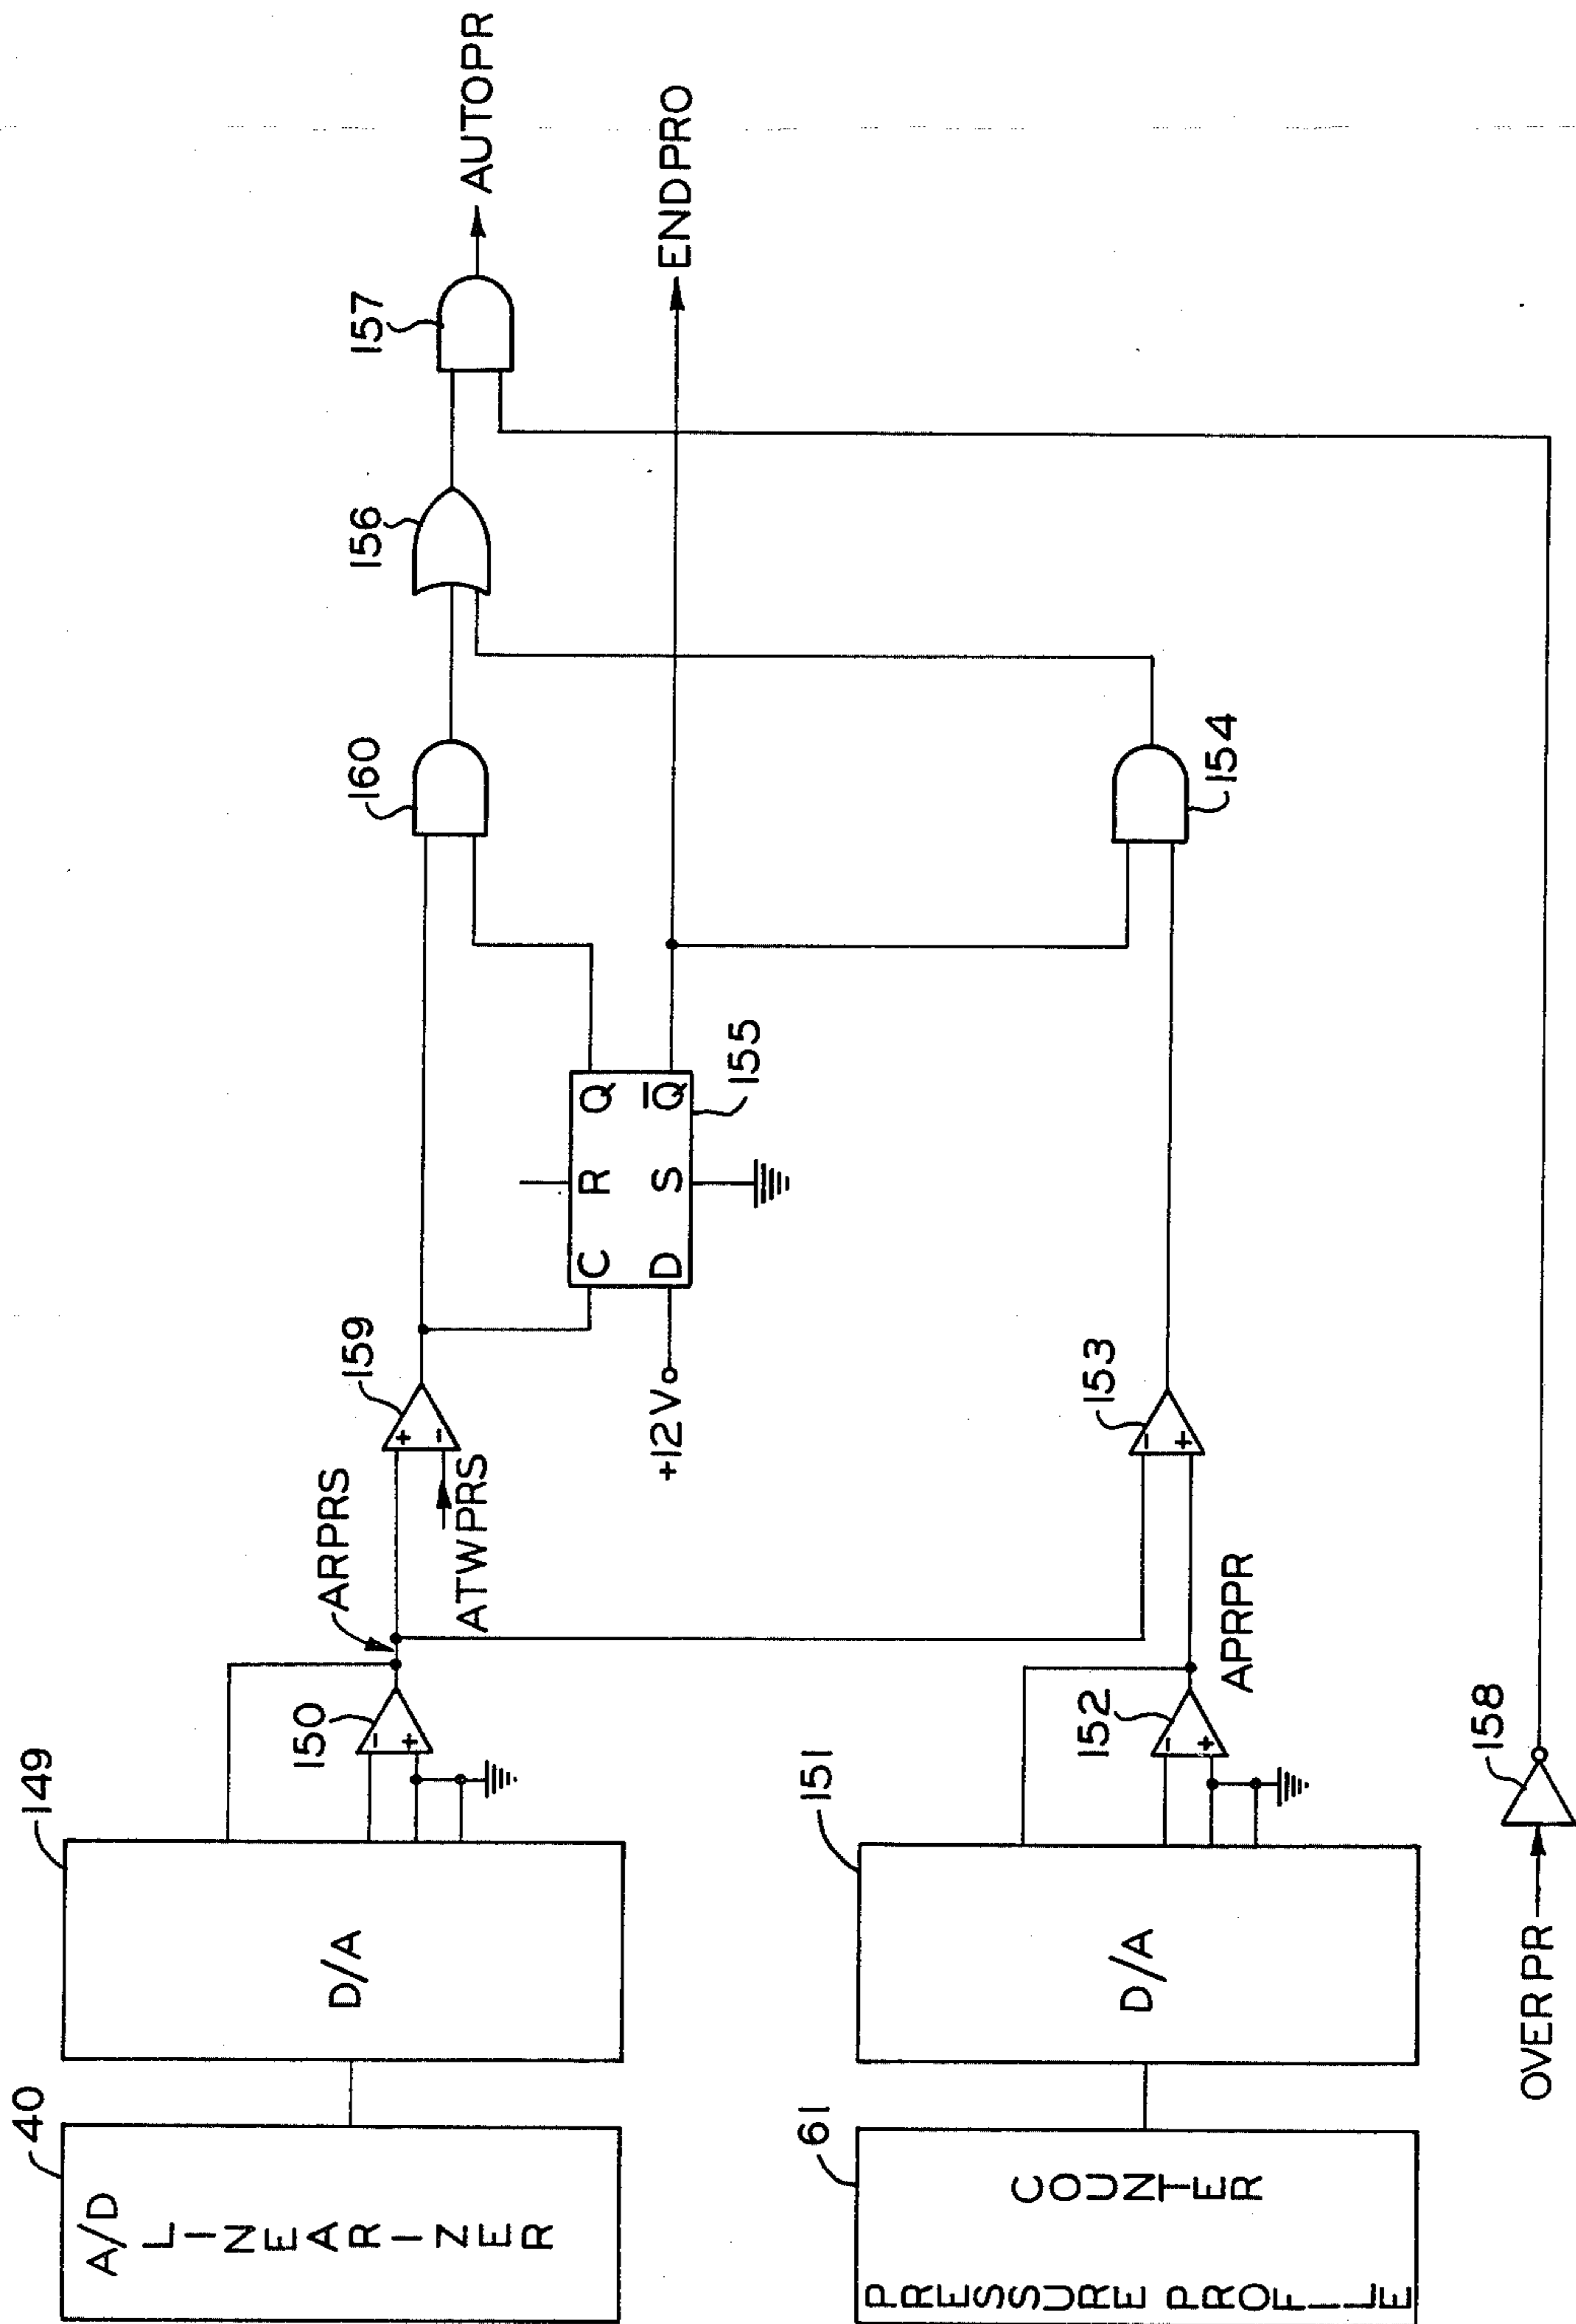 40
A/D
LINEARIZER
149
D/A
150
ARPRS
ATWPRS
159
+
-
-
+
+12V
C
R
Q
D
S
Q̅
155
160
156
157
AUTOPR
ENDPRO
61
PRESSURE PROFILE
COUNTER
151
D/A
152
-
+
APRPR
153
-
+
154
OVERPR
158